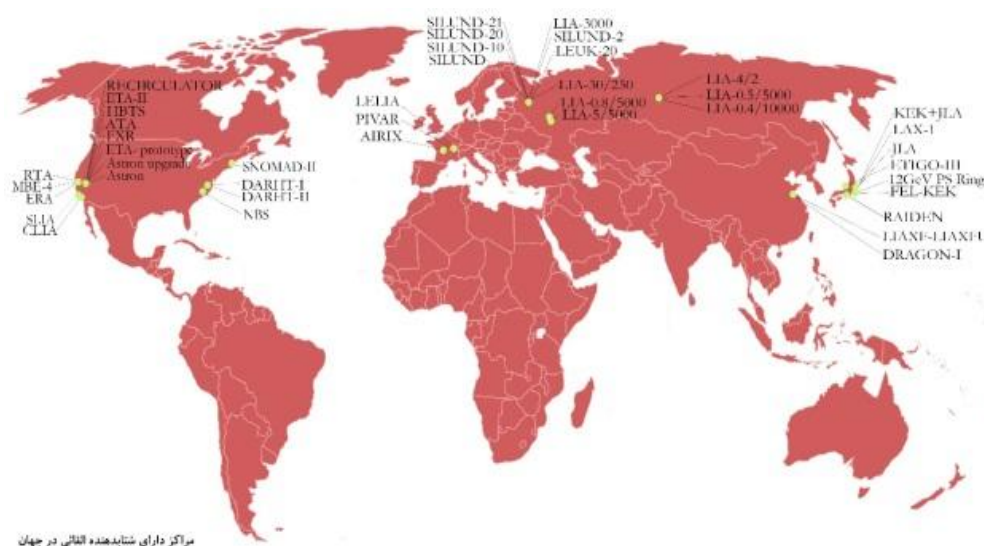 RECIRCULATOR
ETA-II
HBTS
ATA
FXR
ETA- prototype
Astron upgrade
Astron
RTA
MBE-4
ERA
SLIA
CLIA
SNOMAD-II
DARHT-I
DARHT-II
NBS
LELIA
PIVAR
AIRIX
SILUND-21
SILUND-20
SILUND-10
SILUND
LIA-3000
SILUND-2
LEUK-20
LIA-30/250
LIA-0.8/5000
LIA-5/5000
LIA-4/2
LIA-0.5/5000
LIA-0.4/10000
KEK+JLA
LAX-1
JLA
ETIGO-III
12GeV PS Ring
FEL-KEK
RAIDEN
LIAXF-LIAXFU
DRAGON-I
مراکز دارای شتابدهنده القائی در جهان